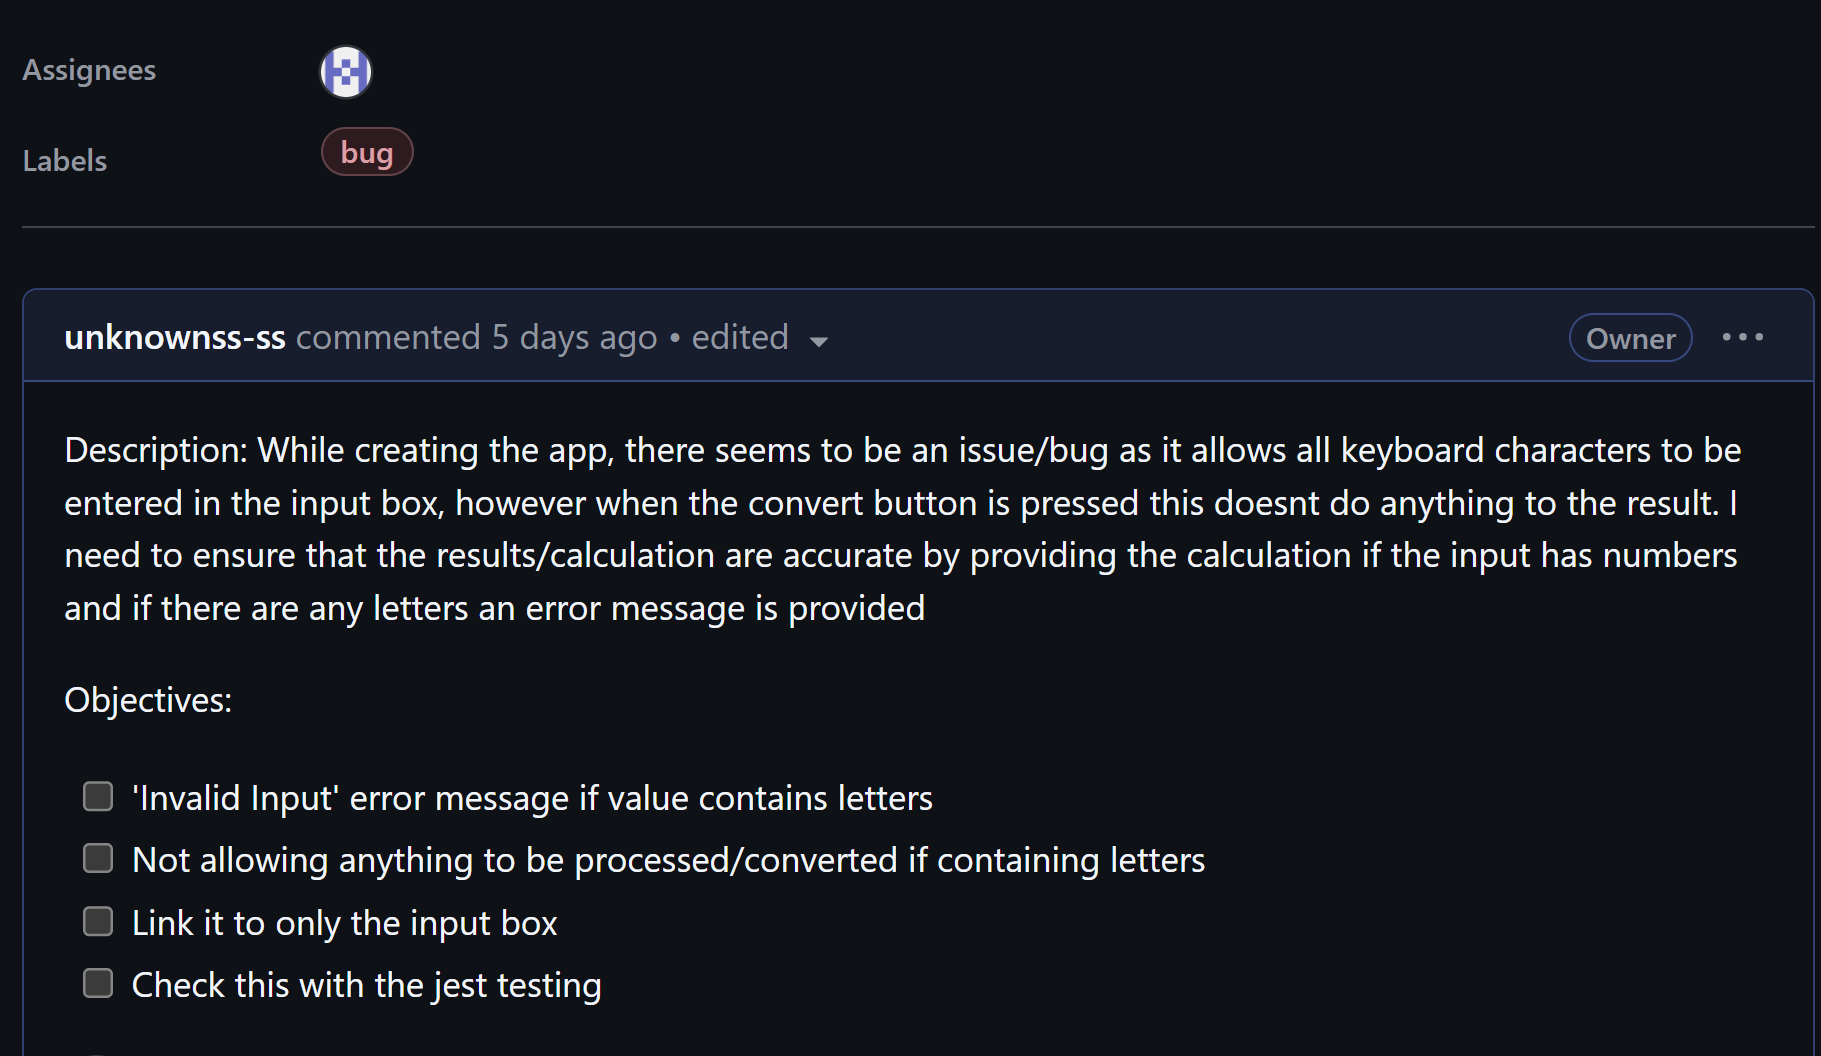 Assignees
Labels
bug
unknownss-ss commented 5 days ago • edited
Owner
Description: While creating the app, there seems to be an issue/bug as it allows all keyboard characters to be
entered in the input box, however when the convert button is pressed this doesnt do anything to the result. I
need to ensure that the results/calculation are accurate by providing the calculation if the input has numbers
and if there are any letters an error message is provided
Objectives:
'Invalid Input' error message if value contains letters
Not allowing anything to be processed/converted if containing letters
Link it to only the input box
Check this with the jest testing